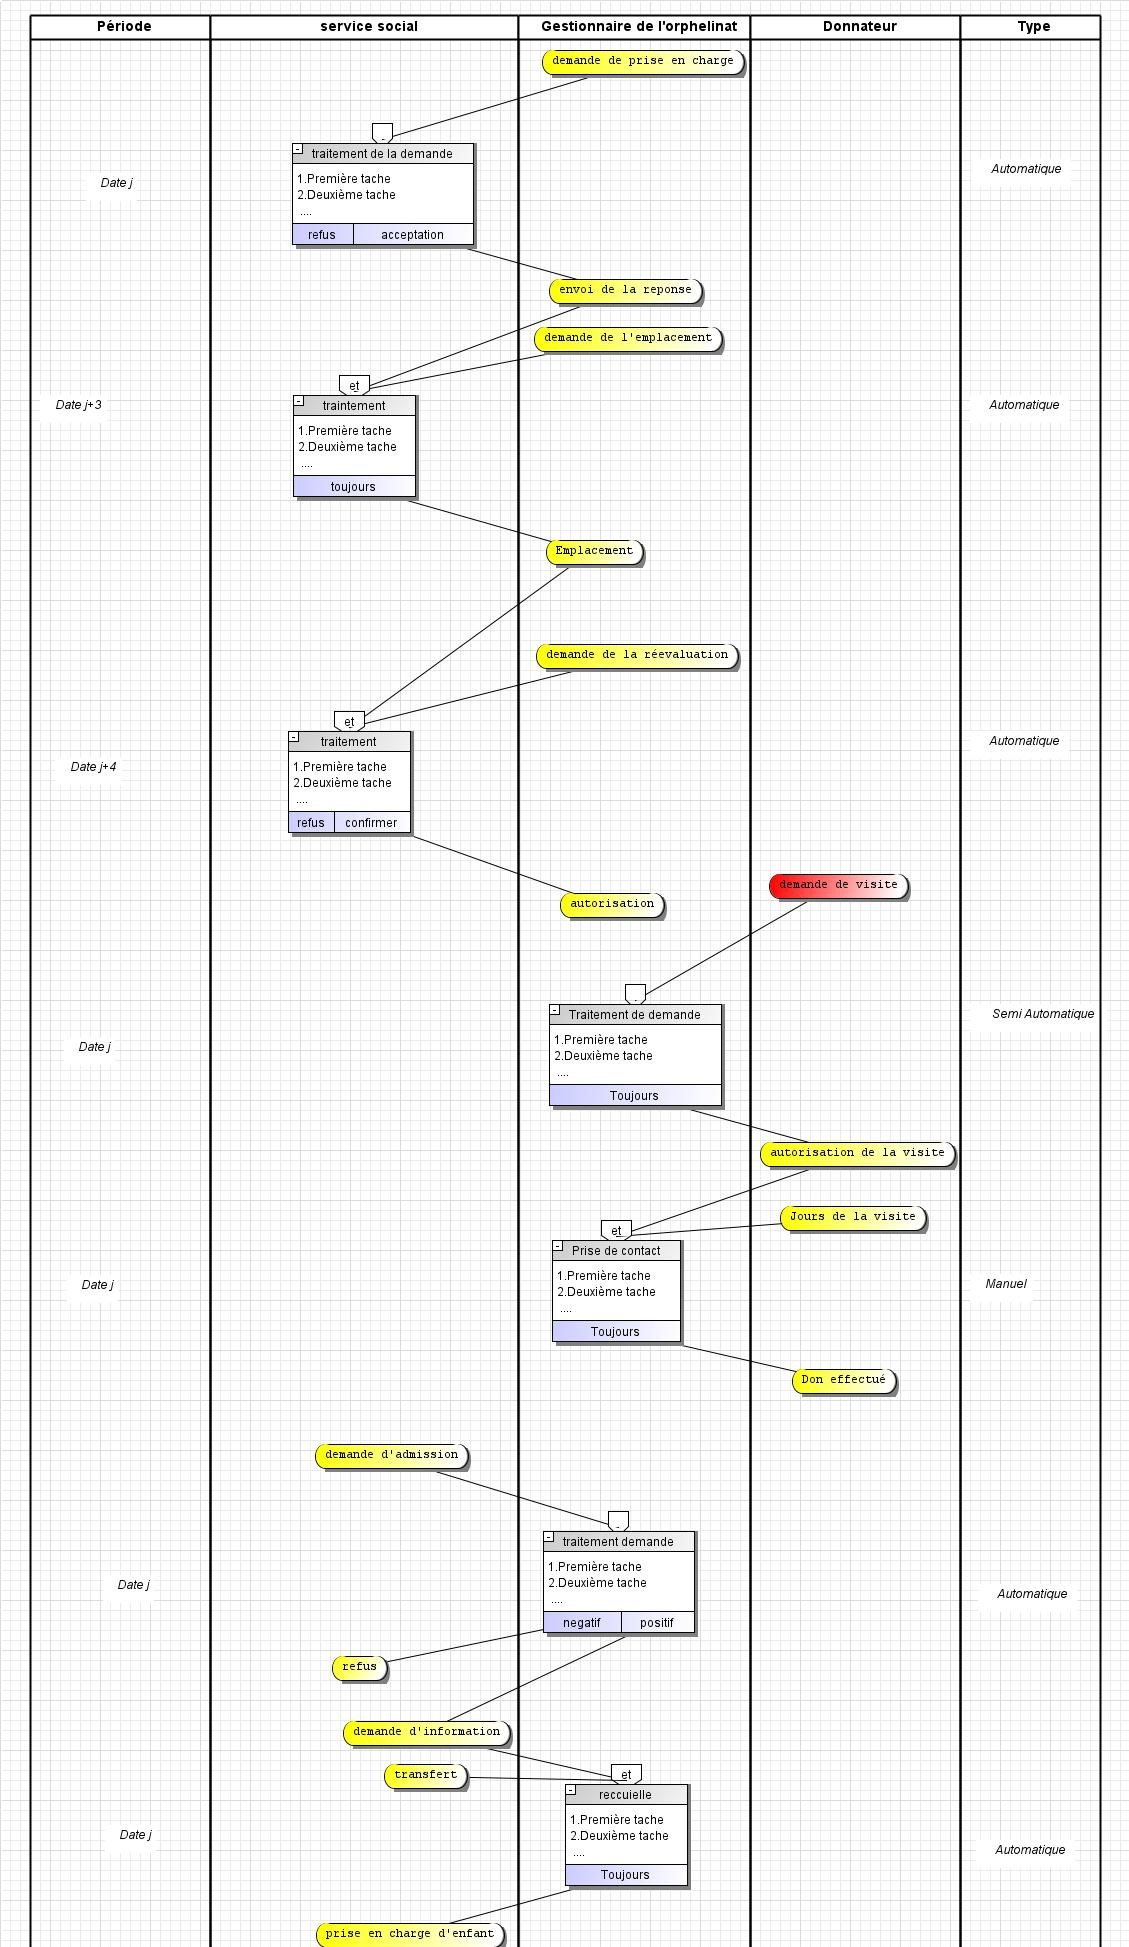 Période
service social
Gestionnaire de l'orphelinat
Donnateur
Type
demande de prise en charge
traitement de la demande
1.Première tache
2.Deuxième tache
....
refus
acceptation
Date j
Automatique
envoi de la reponse
demande de l'emplacement
et
traintement
1.Première tache
2.Deuxième tache
....
toujours
Date j+3
Automatique
Emplacement
demande de la réevaluation
et
traitement
1.Première tache
2.Deuxième tache
....
refus
confirmer
Date j+4
Automatique
demande de visite
autorisation
Traitement de demande
1.Première tache
2.Deuxième tache
....
Toujours
Date j
Semi Automatique
autorisation de la visite
Jours de la visite
et
Prise de contact
1.Première tache
2.Deuxième tache
....
Toujours
Date j
Manuel
Don effectué
demande d'admission
traitement demande
1.Première tache
2.Deuxième tache
....
negatif
positif
Date j
Automatique
refus
demande d'information
transfert
et
reccuielle
1.Première tache
2.Deuxième tache
....
Toujours
Date j
Automatique
prise en charge d'enfant